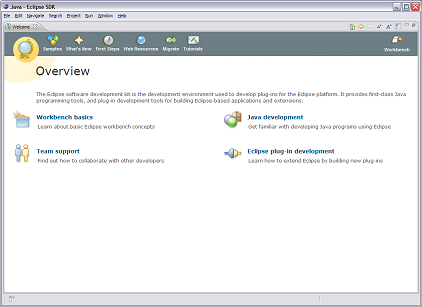 Java - Eclipse SDK
File Edit Navigate Search Project Run Window Help
Welcome
Samples What's New First Steps Web Resources Migrate Tutorials Workbench
Overview
The Eclipse software development kit is the development environment used to develop plug-ins for the Eclipse platform. It provides first-class Java
programming tools, and plug-in development tools for building Eclipse-based applications and extensions.
Workbench basics
Learn about basic Eclipse workbench concepts
Java development
Get familiar with developing Java programs using Eclipse
Team support
Find out how to collaborate with other developers
Eclipse plug-in development
Learn how to extend Eclipse by building new plug-ins